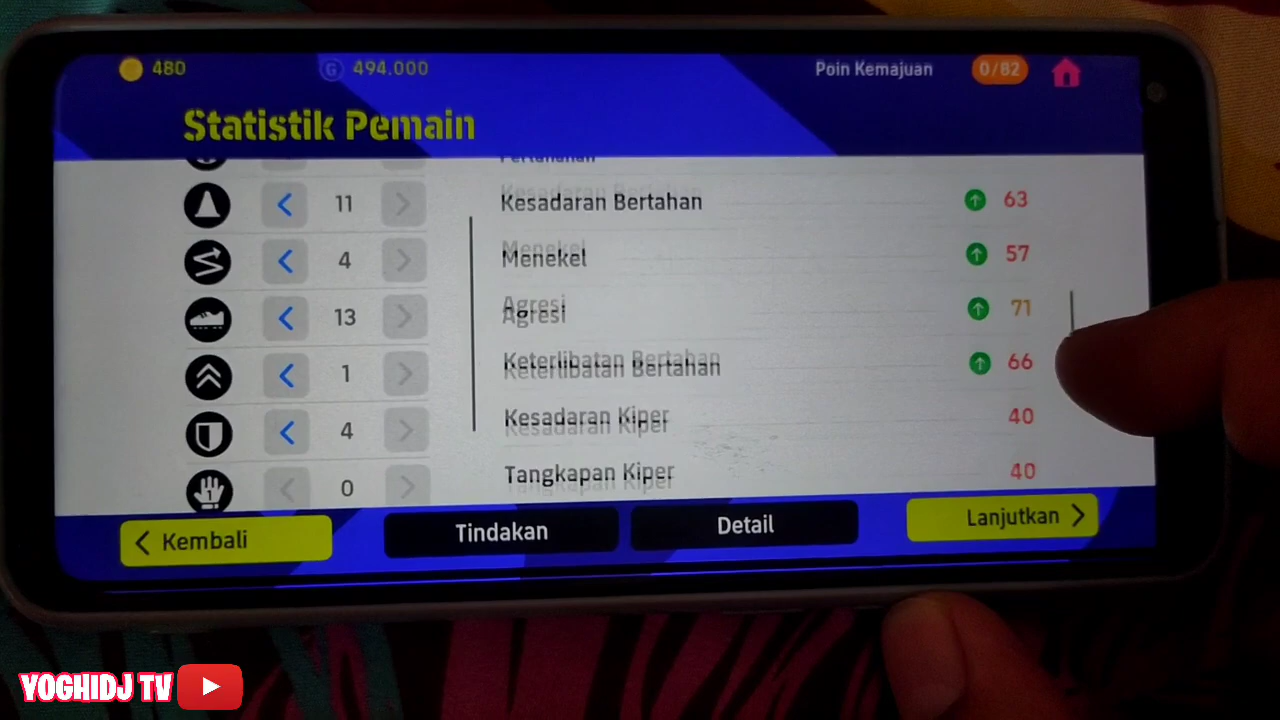 480
494.000
Poin Kemajuan
0/82
Statistik Pemain
Pertahanan
11
Kesadaran Bertahan
63
4
Menekel
57
13
Agresi
71
1
Keterlibatan Bertahan
66
4
Kesadaran Kiper
40
0
Tangkapan Kiper
40
Kembali
Tindakan
Detail
Lanjutkan
YOGHIDJ TV